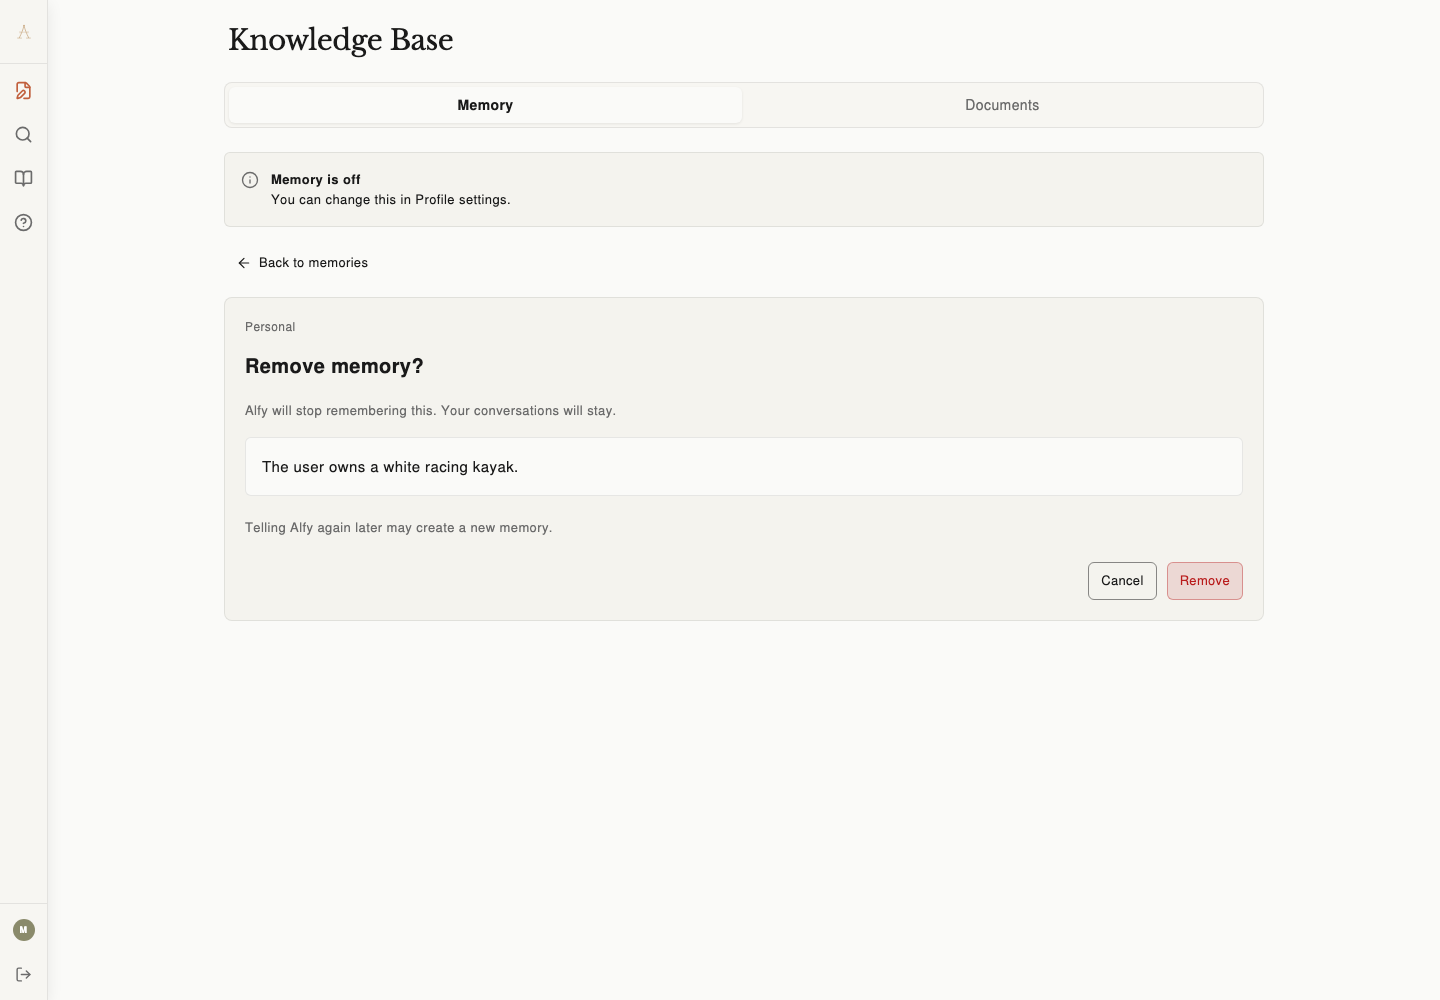 Knowledge Base
Memory
Documents
Memory is off
You can change this in Profile settings.
Back to memories
Personal
Remove memory?
Alfy will stop remembering this. Your conversations will stay.
The user owns a white racing kayak.
Telling Alfy again later may create a new memory.
Cancel
Remove
M